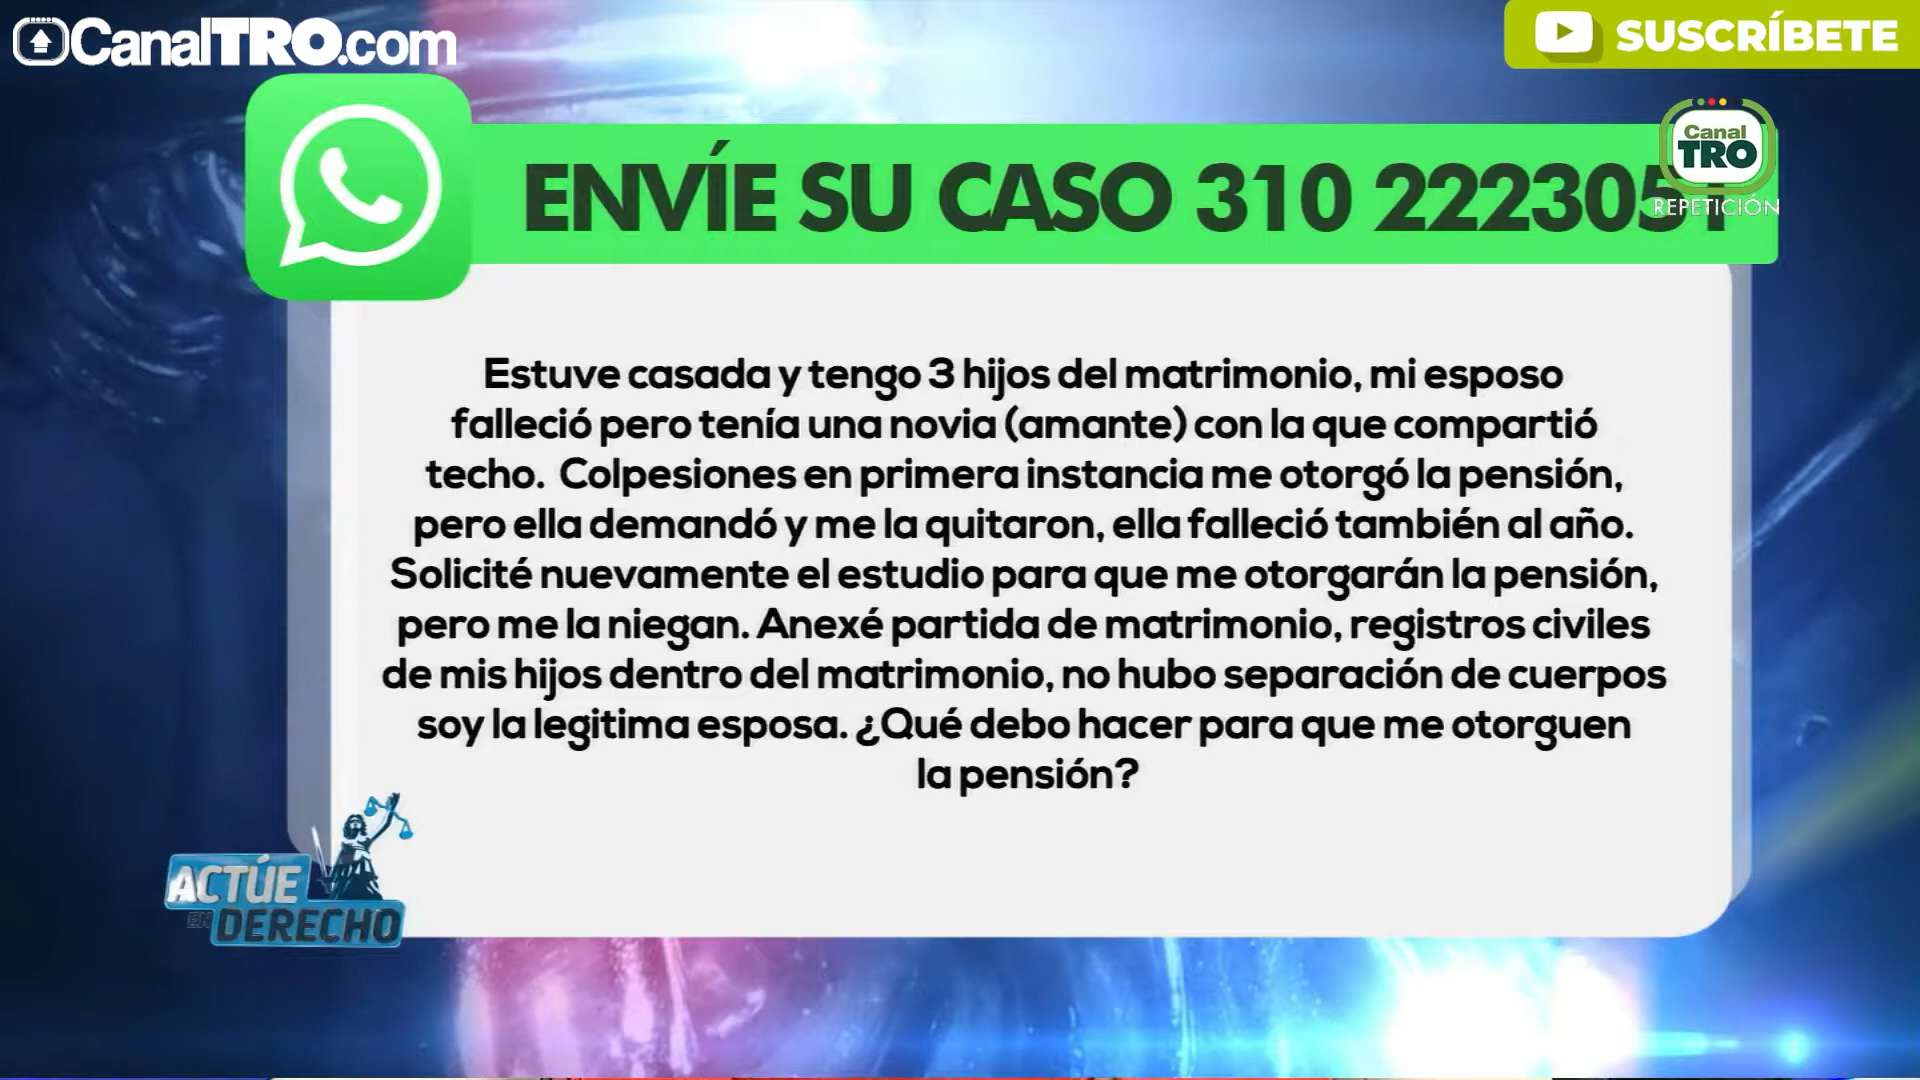 CanalTRO.com
SUSCRÍBETE
Canal
TRO
REPETICIÓN
ENVÍE SU CASO 310 2223051
Estuve casada y tengo 3 hijos del matrimonio, mi esposo
falleció pero tenía una novia (amante) con la que compartió
techo. Colpesiones en primera instancia me otorgó la pensión,
pero ella demandó y me la quitaron, ella falleció también al año.
Solicité nuevamente el estudio para que me otorgarán la pensión,
pero me la niegan. Anexé partida de matrimonio, registros civiles
de mis hijos dentro del matrimonio, no hubo separación de cuerpos
soy la legitima esposa. ¿Qué debo hacer para que me otorguen
la pensión?
ACTÚE
EN DERECHO